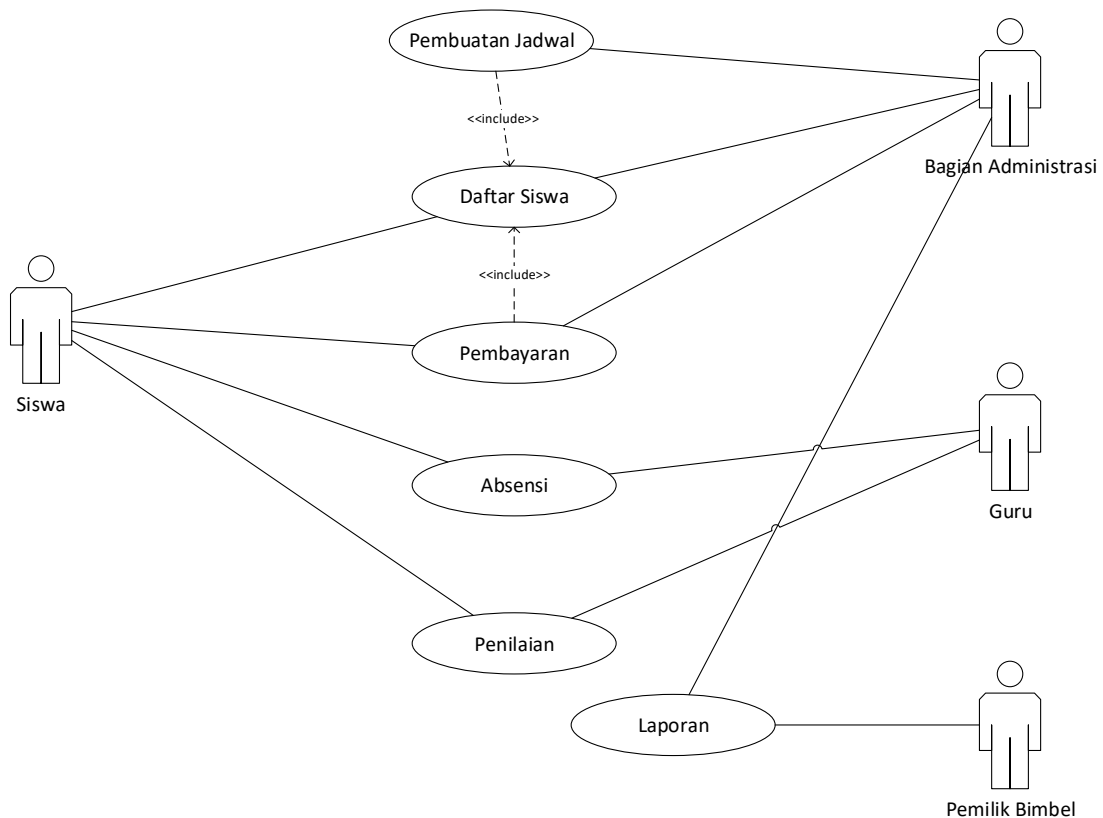 Pembuatan Jadwal
<<include>>
Bagian Administrasi
Daftar Siswa
<<include>>
Pembayaran
Siswa
Absensi
Guru
Penilaian
Laporan
Pemilik Bimbel